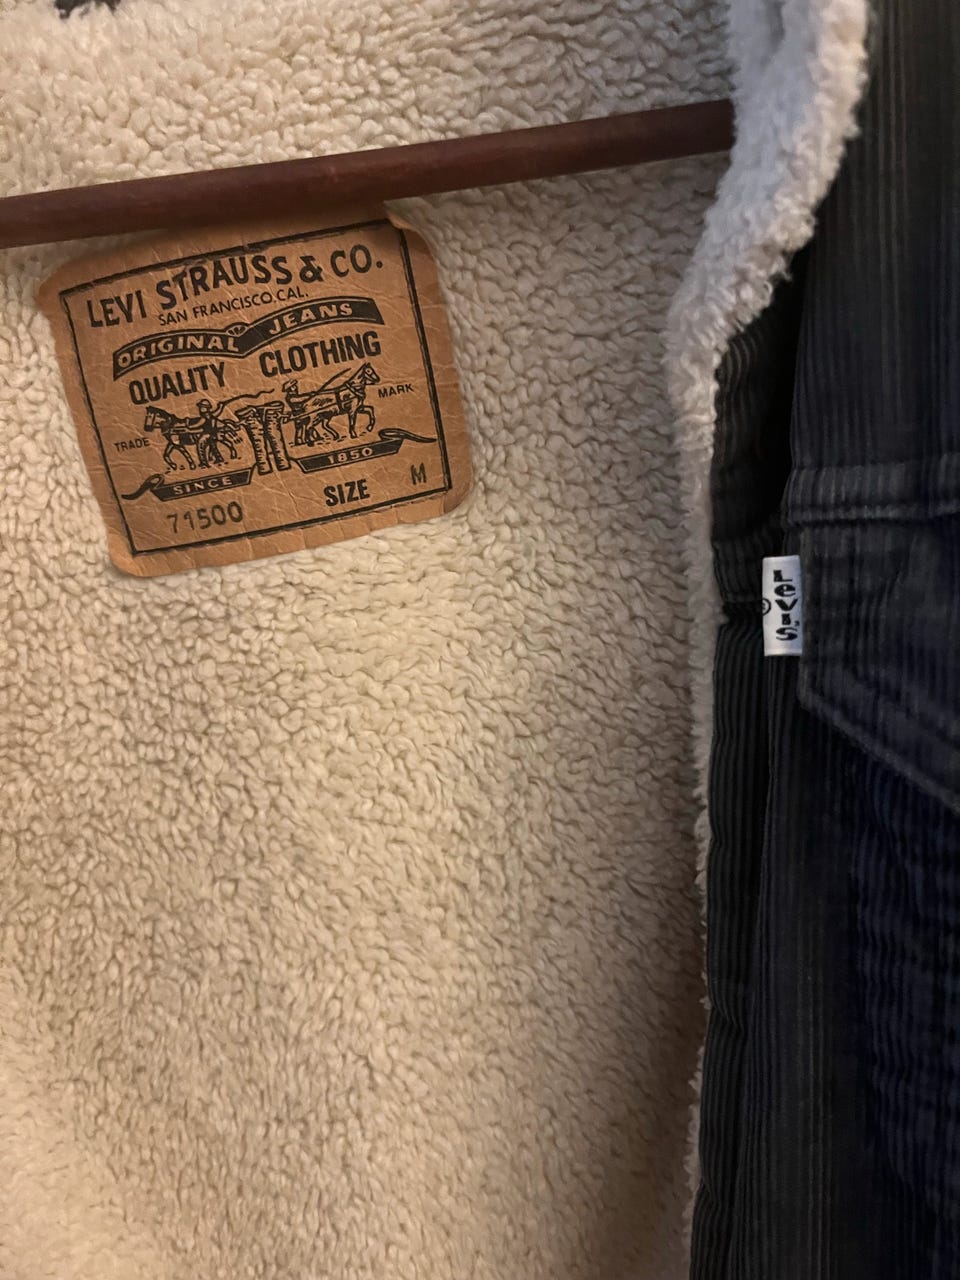 LEVI STRAUSS & CO.
SAN FRANCISCO.CAL.
ORIGINAL JEANS
QUALITY CLOTHING
TRADE MARK
SINCE 1850
71500 SIZE M
LEVI'S
®